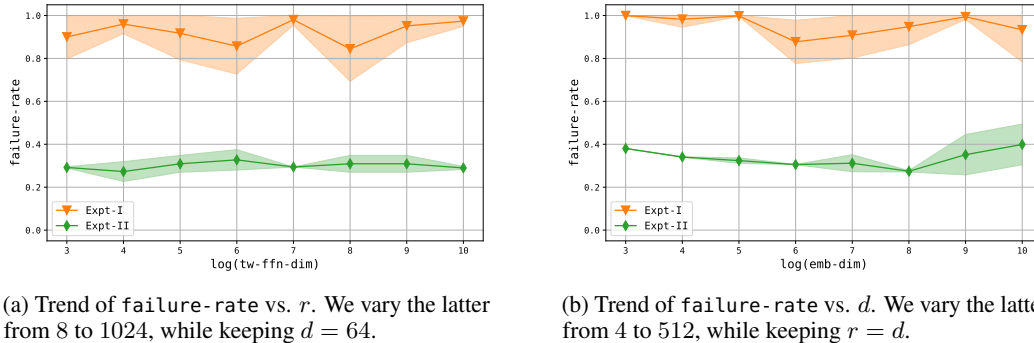 1.0
0.8
0.6
0.4
0.2
0.0
failure-rate
Expt-I
Expt-II
3 4 5 6 7 8 9 10
log(tw-ffn-dim)
(a) Trend of failure-rate vs. r. We vary the latter
from 8 to 1024, while keeping d = 64.
1.0
0.8
0.6
0.4
0.2
0.0
failure-rate
Expt-I
Expt-II
3 4 5 6 7 8 9 10
log(emb-dim)
(b) Trend of failure-rate vs. d. We vary the latte
from 4 to 512, while keeping r = d.